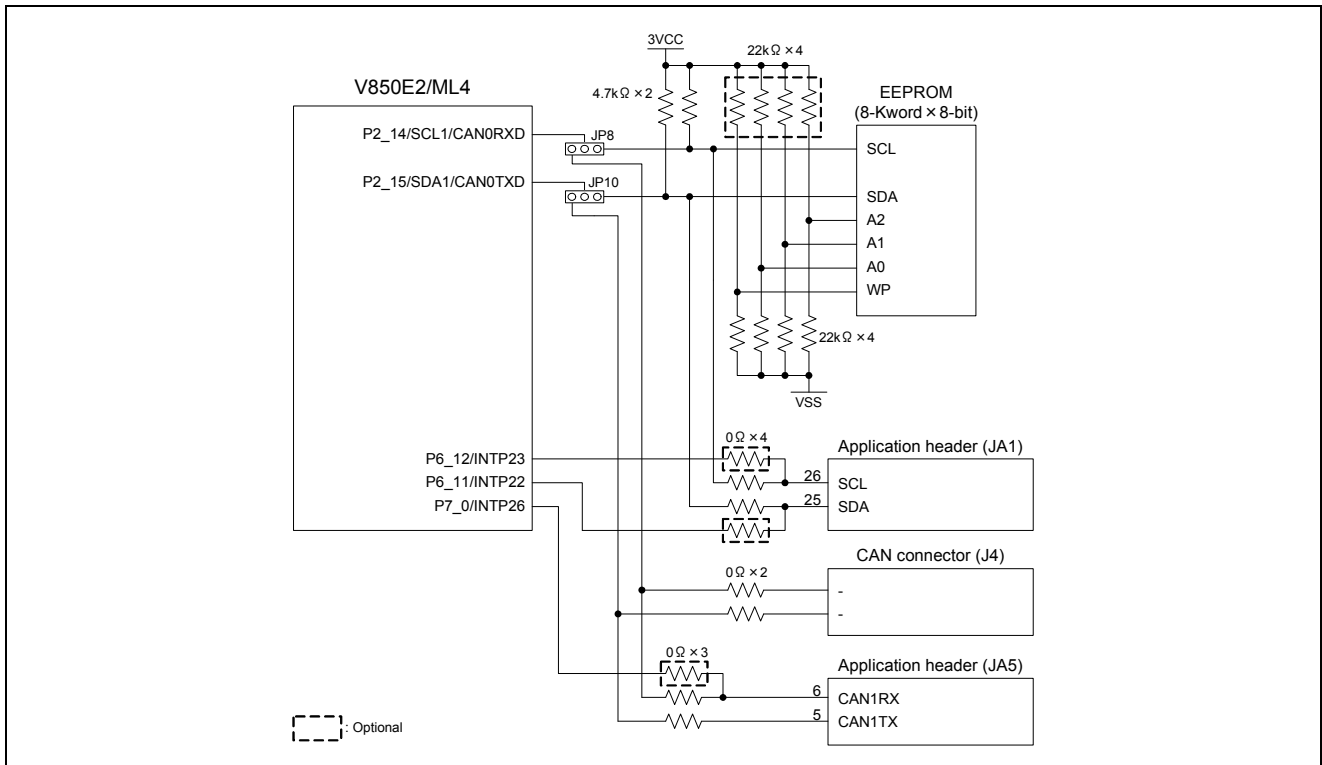 3VCC
22kΩ×4
V850E2/ML4
4.7kΩ×2
EEPROM
(8-Kword×8-bit)
P2_14/SCL1/CAN0RXD
JP8
SCL
P2_15/SDA1/CAN0TXD
JP10
SDA
A2
A1
A0
WP
22kΩ×4
VSS
0Ω×4
Application header (JA1)
P6_12/INTP23
26
SCL
P6_11/INTP22
25
SDA
P7_0/INTP26
CAN connector (J4)
0Ω×2
-
-
0Ω×3
Application header (JA5)
6
CAN1RX
5
CAN1TX
: Optional